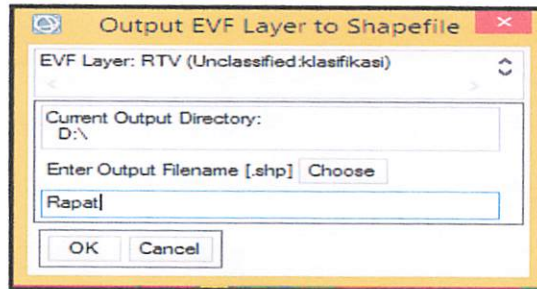 Output EVF Layer to Shapefile
EVF Layer: RTV (Unclassified:klasifikasi)
Current Output Directory:
D:\
Enter Output Filename [.shp] Choose
Rapat
OK Cancel